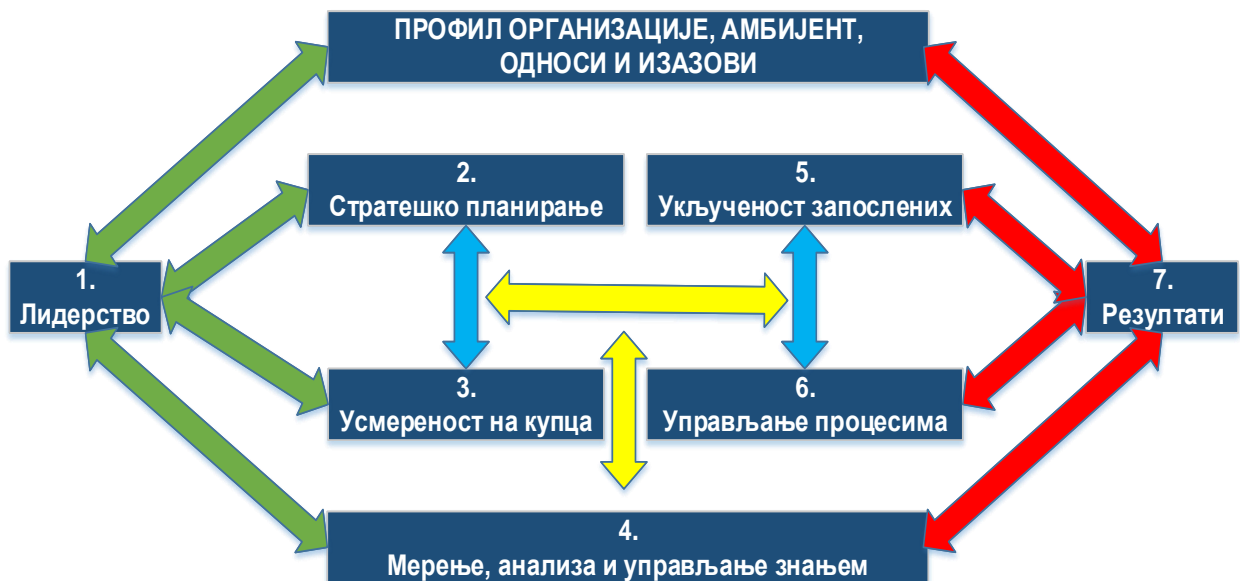 ПРОФИЛ ОРГАНИЗАЦИЈЕ, АМБИЈЕНТ,
ОДНОСИ И ИЗАЗОВИ
2.
Стратешко планирање
5.
Укљученост запослених
1.
Лидерство
7.
Резултати
3.
Усмереност на купца
6.
Управљање процесима
4.
Мерење, анализа и управљање знањем